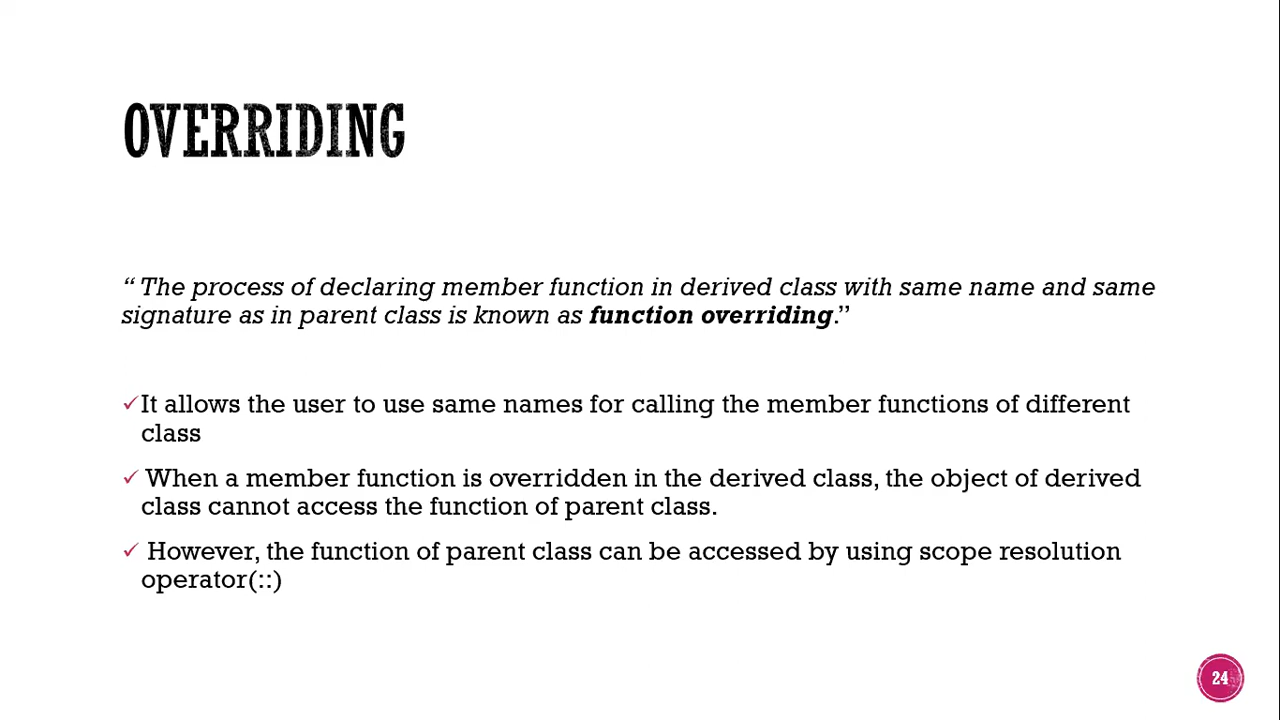 OVERRIDING
“ The process of declaring member function in derived class with same name and same
signature as in parent class is known as function overriding.”
✓It allows the user to use same names for calling the member functions of different
class
✓ When a member function is overridden in the derived class, the object of derived
class cannot access the function of parent class.
✓ However, the function of parent class can be accessed by using scope resolution
operator(::)
24